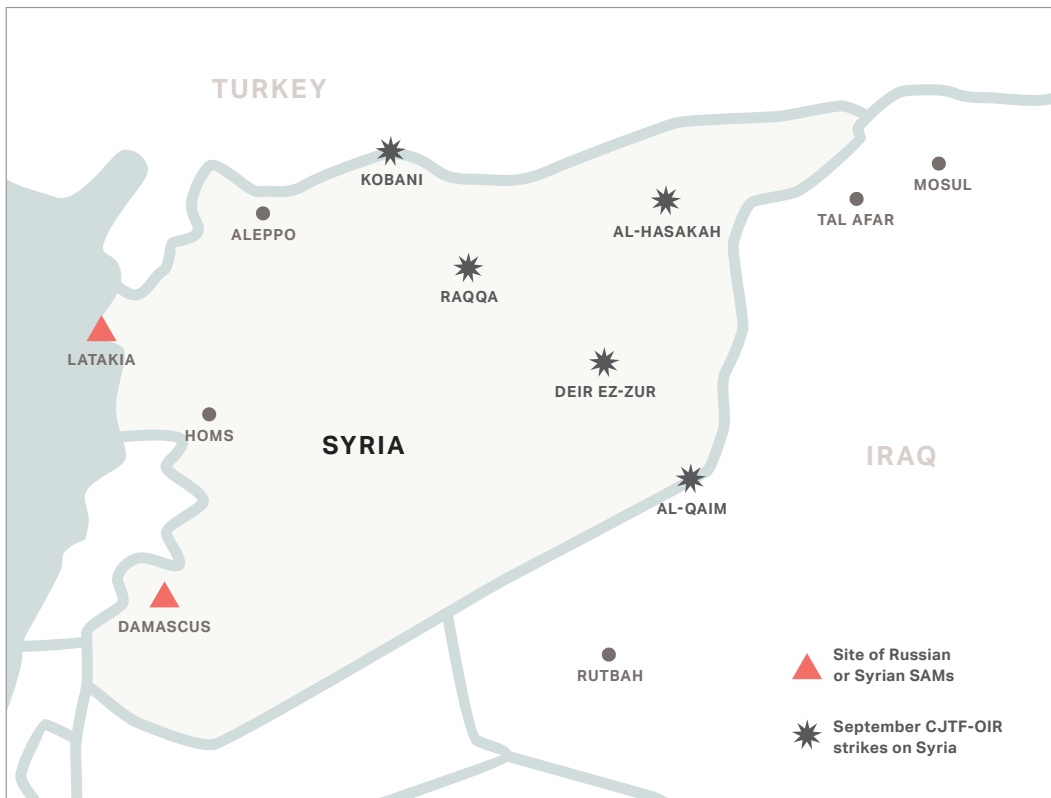 TURKEY
KOBANI
MOSUL
ALEPPO
AL-HASAKAH
TAL AFAR
RAQQA
LATAKIA
DEIR EZ-ZUR
HOMS
SYRIA
IRAQ
AL-QAIM
DAMASCUS
RUTBAH
Site of Russian
or Syrian SAMs
September CJTF-OIR
strikes on Syria